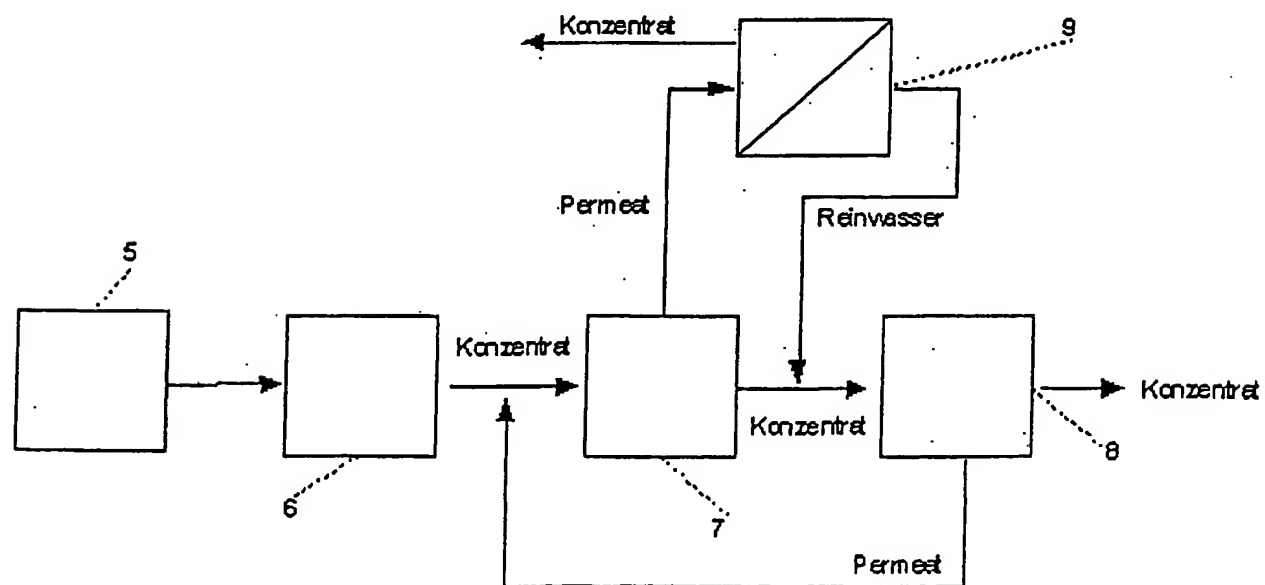 Konzentrat
9
Permeat
Reinwasser
5
Konzentrat
Konzentrat
Konzentrat
6
7
8
Permeat